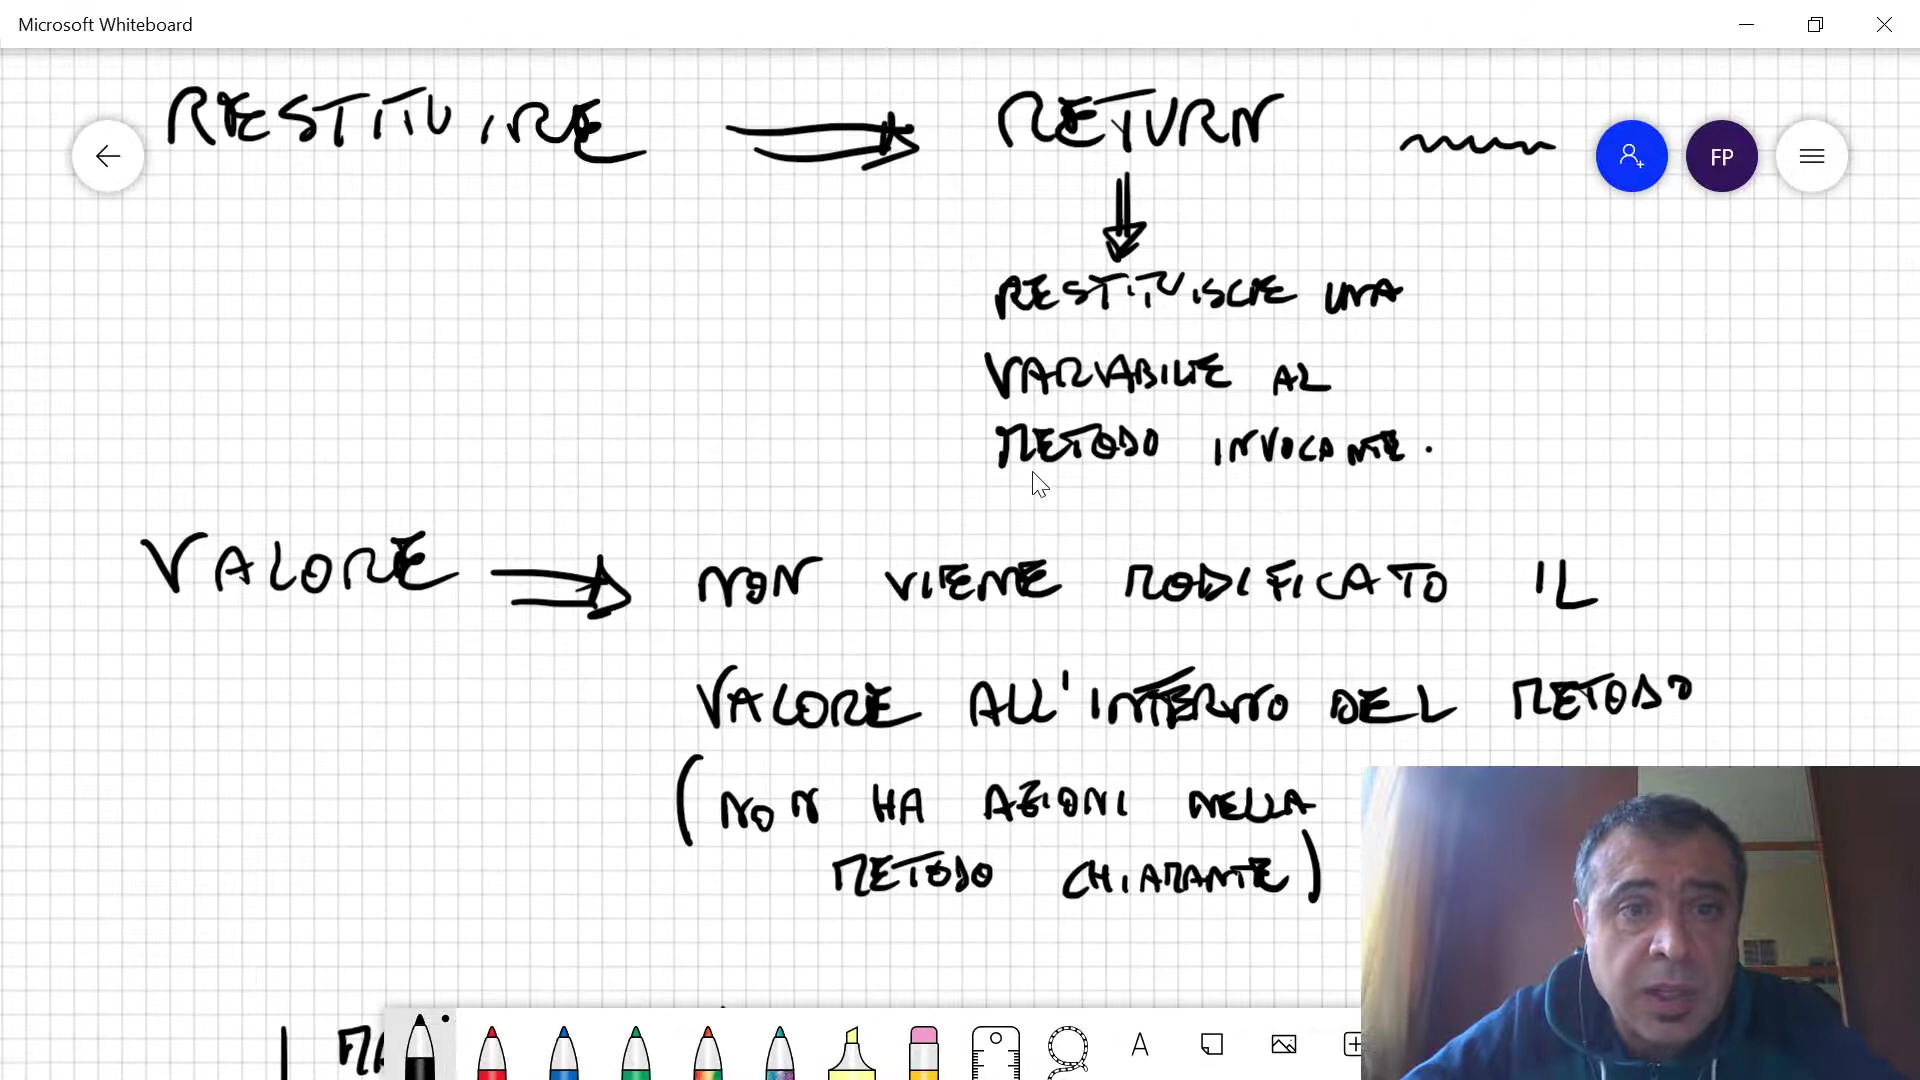 Microsoft Whiteboard
RESTITUIRE RETURN
FP
RESTITUISCE UNA
VARIABILE AL
METODO INVOCANTE.
VALORE NON VIENE MODIFICATO IL
VALORE ALL'INTERNO DEL METODO
(NON HA AZIONI NELLA
METODO CHIAMANTE)
A